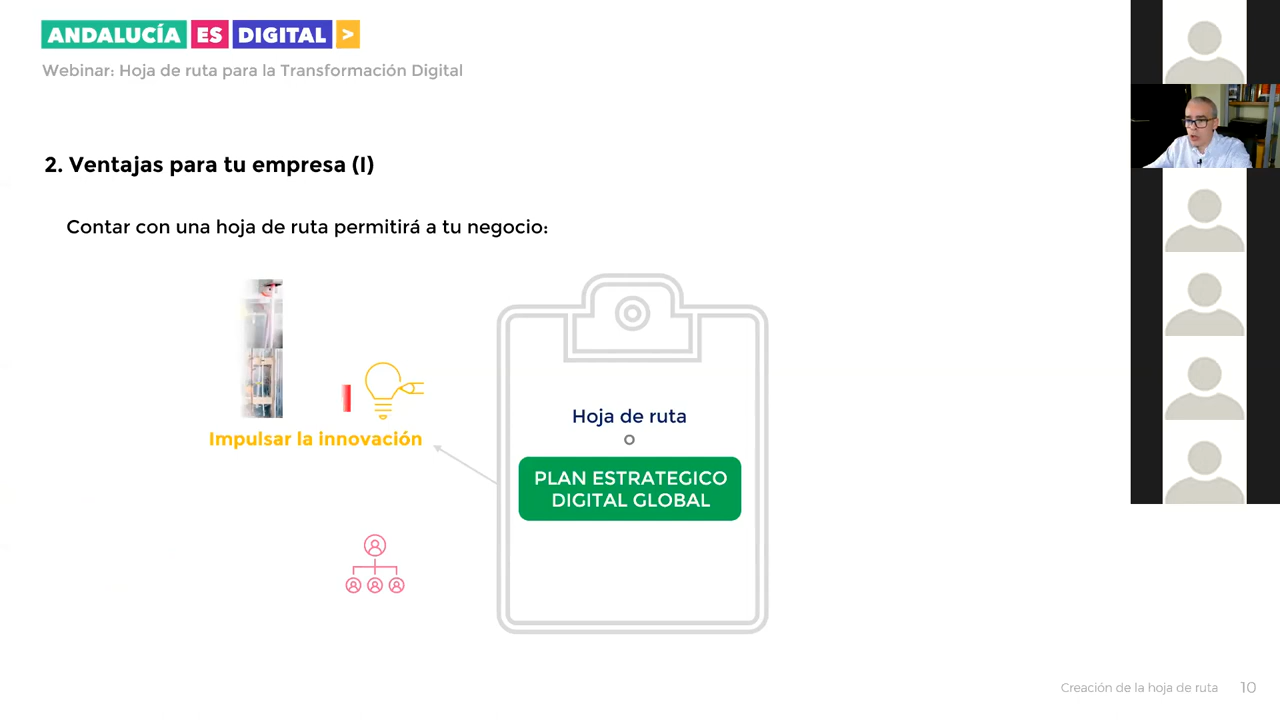 ANDALUCÍA ES DIGITAL >
Webinar: Hoja de ruta para la Transformación Digital
2. Ventajas para tu empresa (I)
Contar con una hoja de ruta permitirá a tu negocio:
Impulsar la innovación
Hoja de ruta
o
PLAN ESTRATEGICO
DIGITAL GLOBAL
Creación de la hoja de ruta 10